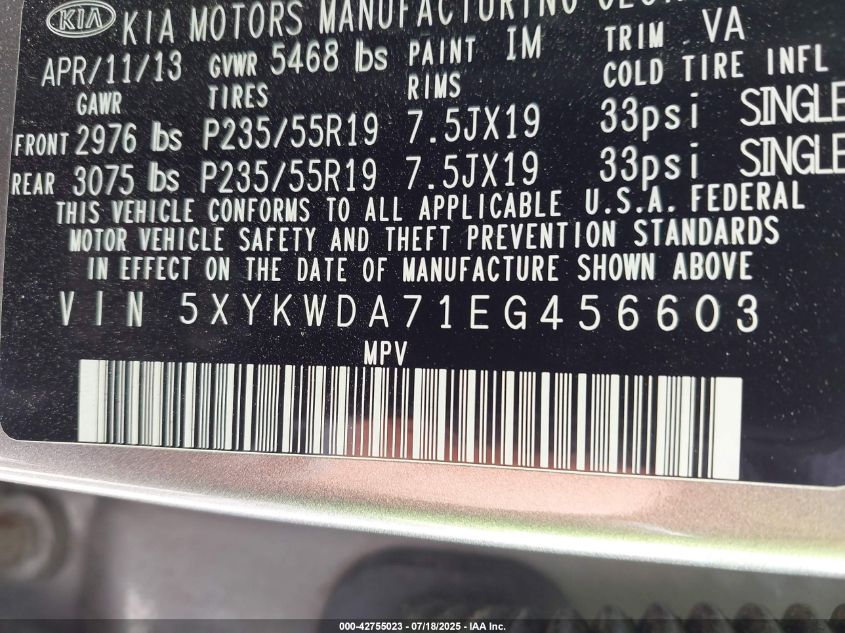 KIA KIA MOTORS MANUFACTURING
APR/11/13 GVWR 5468 lbs PAINT IM TRIM VA
GAWR TIRES RIMS COLD TIRE INFL
FRONT 2976 lbs P235/55R19 7.5JX19 33psi SINGLE
REAR 3075 lbs P235/55R19 7.5JX19 33psi SINGLE
THIS VEHICLE CONFORMS TO ALL APPLICABLE U.S.A. FEDERAL
MOTOR VEHICLE SAFETY AND THEFT PREVENTION STANDARDS
IN EFFECT ON THE DATE OF MANUFACTURE SHOWN ABOVE
VIN 5XYKWDA71EG456603
MPV
000-42755023 - 07/18/2025 - IAA Inc.